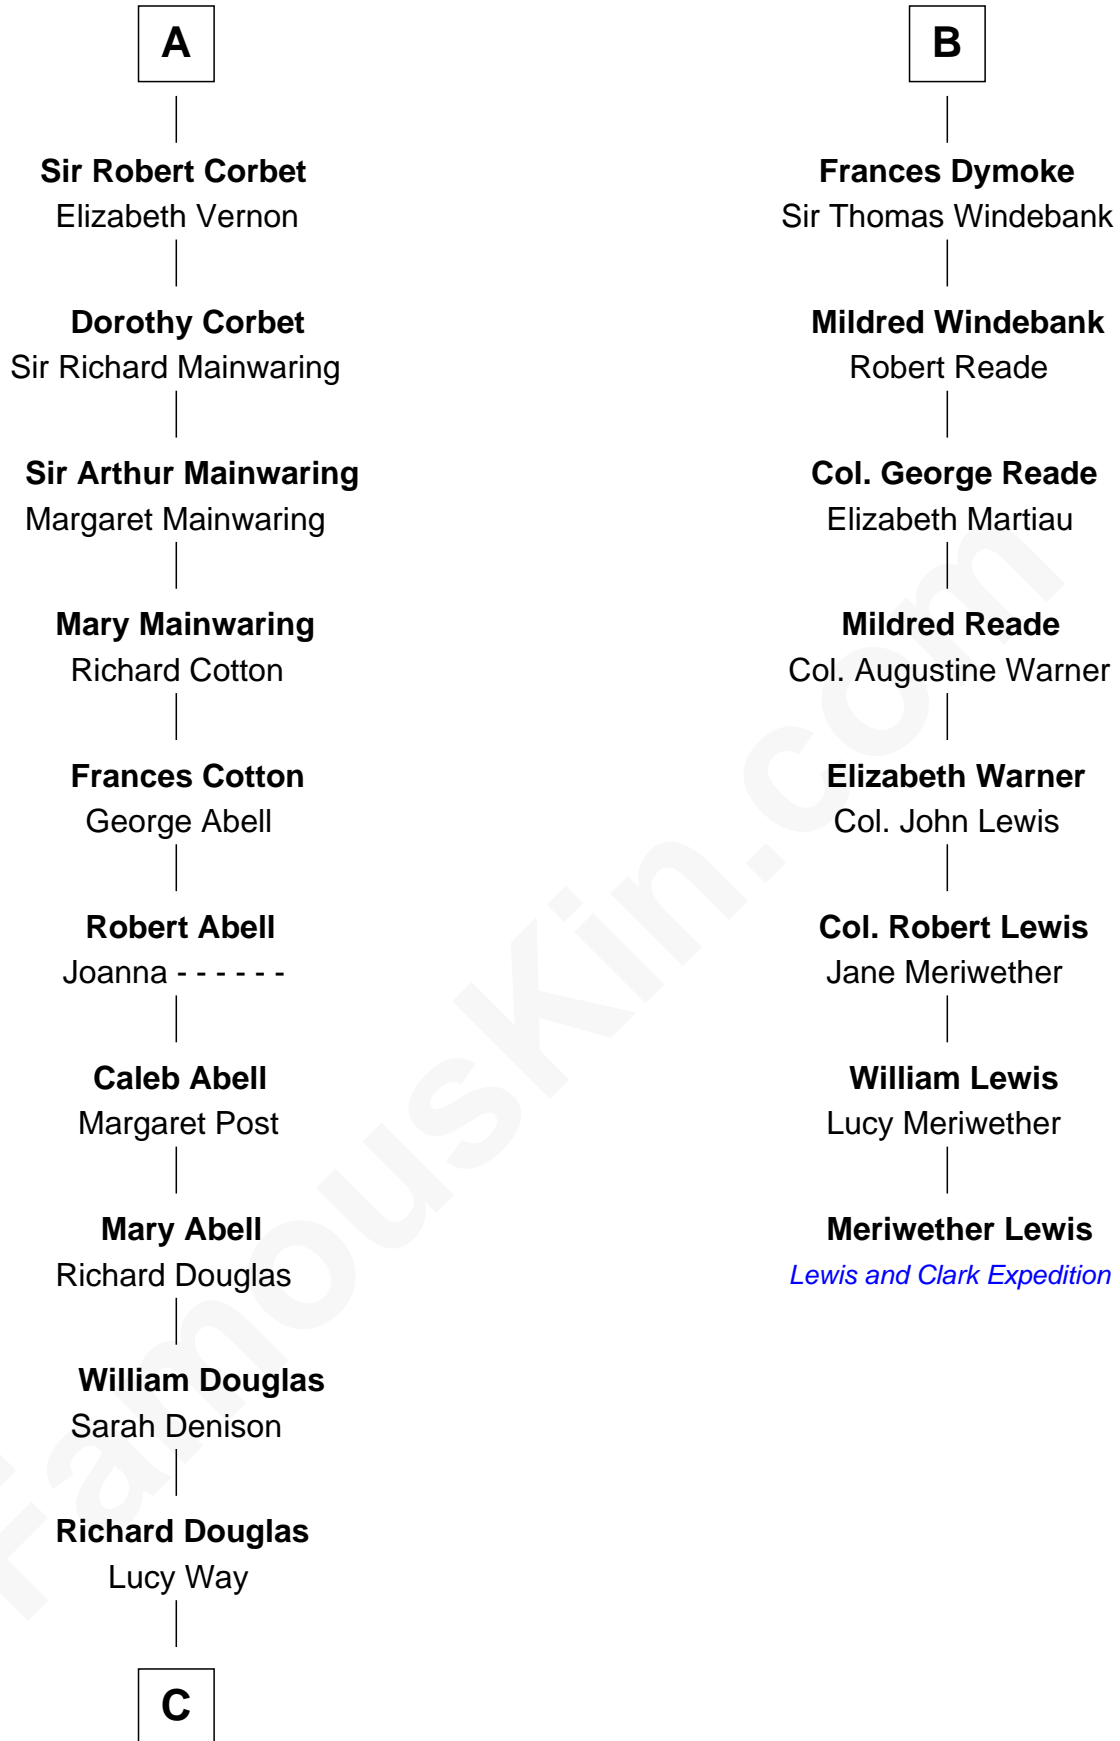 A
Sir Robert Corbet
Elizabeth Vernon
Dorothy Corbet
Sir Richard Mainwaring
Sir Arthur Mainwaring
Margaret Mainwaring
Mary Mainwaring
Richard Cotton
Frances Cotton
George Abell
Robert Abell
Joanna - - - - - -
Caleb Abell
Margaret Post
Mary Abell
Richard Douglas
William Douglas
Sarah Denison
Richard Douglas
Lucy Way
C
B
Frances Dymoke
Sir Thomas Windebank
Mildred Windebank
Robert Reade
Col. George Reade
Elizabeth Martiau
Mildred Reade
Col. Augustine Warner
Elizabeth Warner
Col. John Lewis
Col. Robert Lewis
Jane Meriwether
William Lewis
Lucy Meriwether
Meriwether Lewis
Lewis and Clark Expedition
FamousKin.com